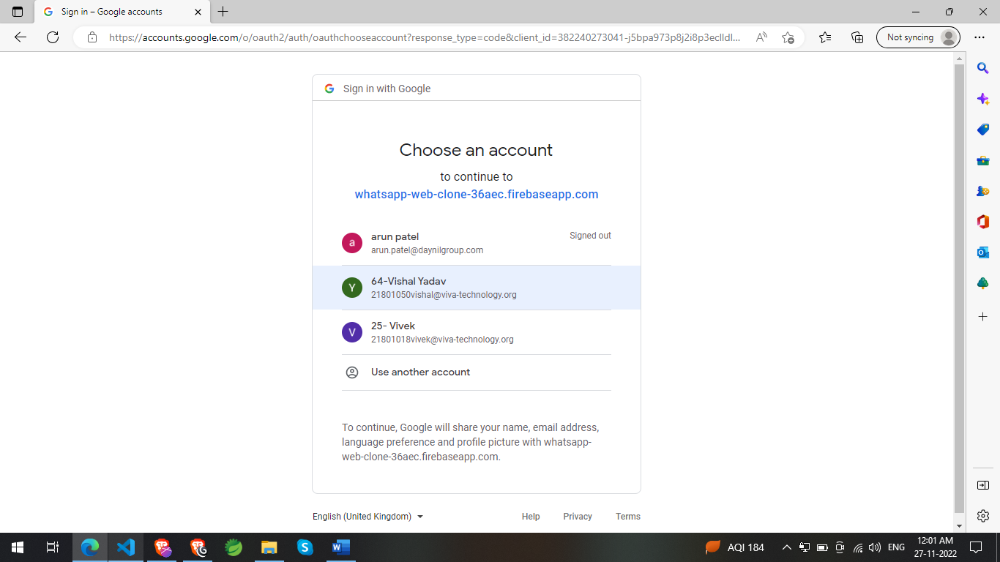 Sign in – Google accounts
https://accounts.google.com/o/oauth2/auth/oauthchooseaccount?response_type=code&client_id=382240273041-j5bpa973p8j2i8p3eclldl...
Not syncing
Sign in with Google
Choose an account
to continue to
whatsapp-web-clone-36aec.firebaseapp.com
a
arun patel
Signed out
arun.patel@daynilgroup.com
Y
64-Vishal Yadav
21801050vishal@viva-technology.org
V
25- Vivek
21801018vivek@viva-technology.org
Use another account
To continue, Google will share your name, email address,
language preference and profile picture with whatsapp-
web-clone-36aec.firebaseapp.com.
English (United Kingdom)
Help
Privacy
Terms
AQI 184
ENG
12:01 AM
27-11-2022